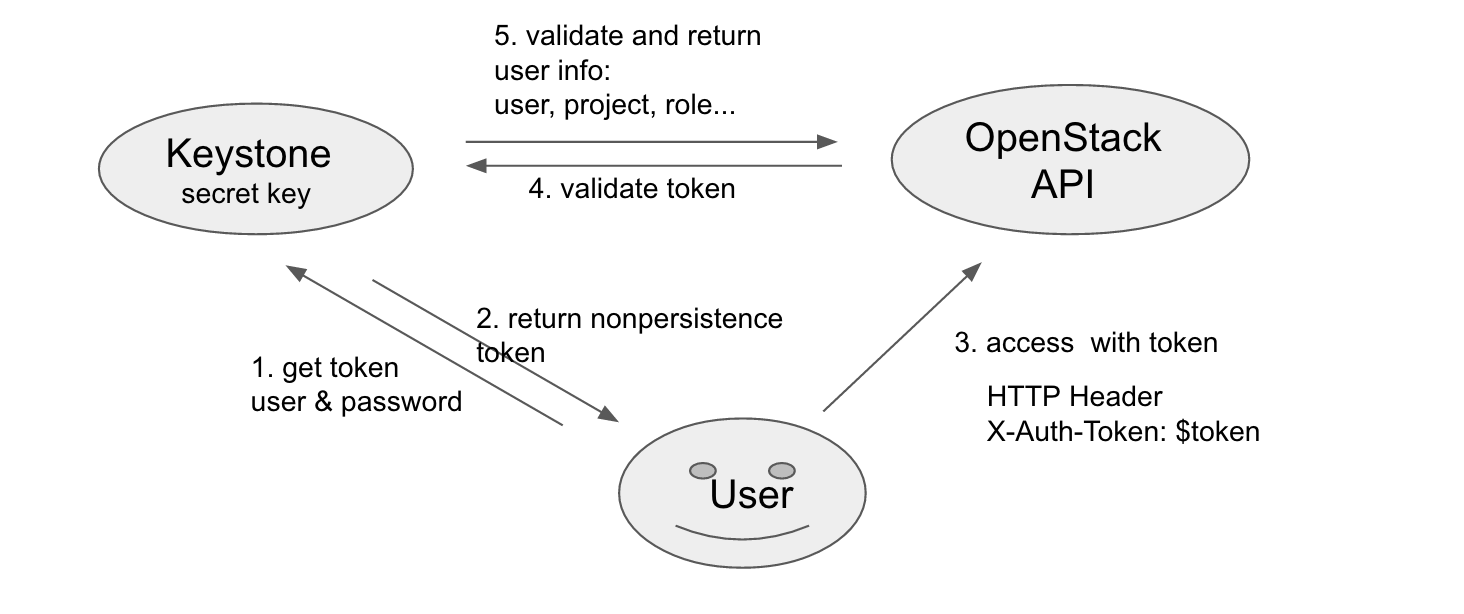 5. validate and return
user info:
user, project, role...
Keystone
secret key
OpenStack
API
4. validate token
2. return nonpersistence
token
1. get token
user & password
3. access  with token
HTTP Header
X-Auth-Token: $token
User